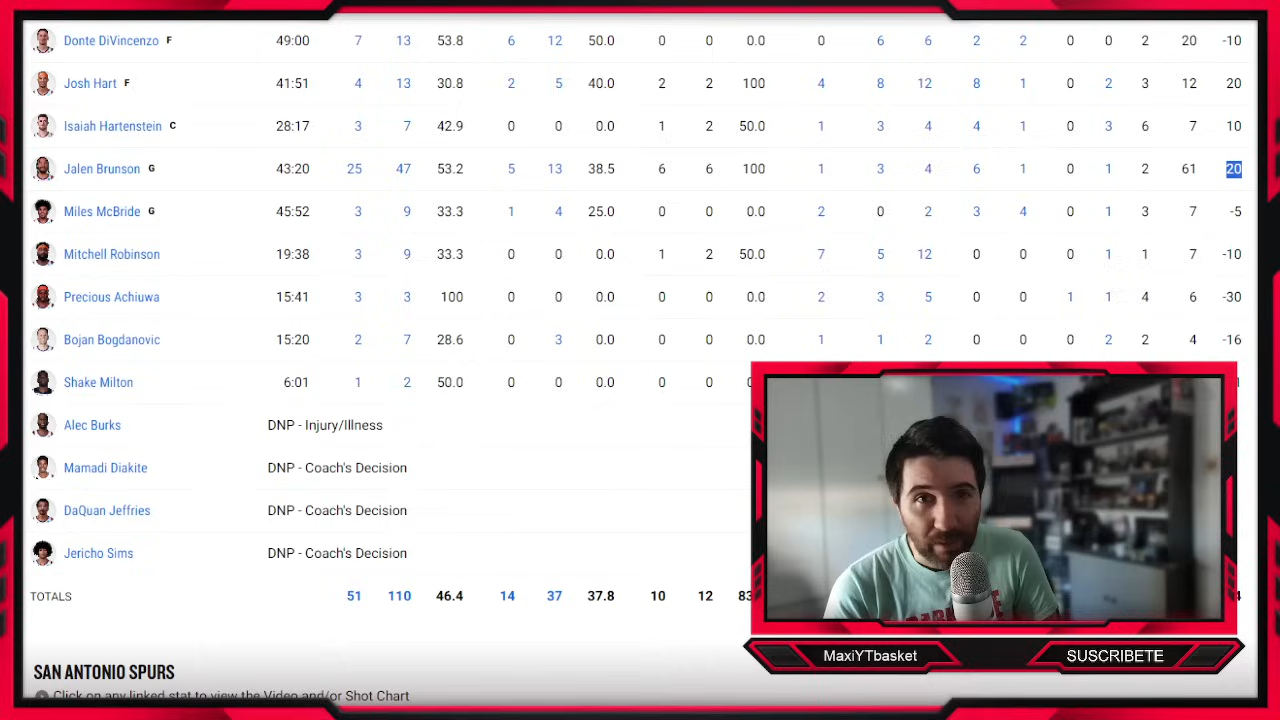 Donte DiVincenzo F 49:00 7 13 53.8 6 12 50.0 0 0 0.0 0 6 6 2 2 0 0 2 20 -10
Josh Hart F 41:51 4 13 30.8 2 5 40.0 2 2 100 4 8 12 8 1 0 2 3 12 20
Isaiah Hartenstein C 28:17 3 7 42.9 0 0 0.0 1 2 50.0 1 3 4 4 1 0 3 6 7 10
Jalen Brunson G 43:20 25 47 53.2 5 13 38.5 6 6 100 1 3 4 6 1 0 1 2 61 20
Miles McBride G 45:52 3 9 33.3 1 4 25.0 0 0 0.0 2 0 2 3 4 0 1 3 7 -5
Mitchell Robinson 19:38 3 9 33.3 0 0 0.0 1 2 50.0 7 5 12 0 0 0 1 1 7 -10
Precious Achiuwa 15:41 3 3 100 0 0 0.0 0 0 0.0 2 3 5 0 0 1 1 4 6 -30
Bojan Bogdanovic 15:20 2 7 28.6 0 3 0.0 0 0 0.0 1 1 2 0 0 0 2 2 4 -16
Shake Milton 6:01 1 2 50.0 0 0 0.0 0 0
Alec Burks DNP - Injury/Illness
Mamadi Diakite DNP - Coach's Decision
DaQuan Jeffries DNP - Coach's Decision
Jericho Sims DNP - Coach's Decision
TOTALS 51 110 46.4 14 37 37.8 10 12
MaxiYTbasket SUSCRIBETE
SAN ANTONIO SPURS
Click on any linked stat to view the Video and/or Shot Chart